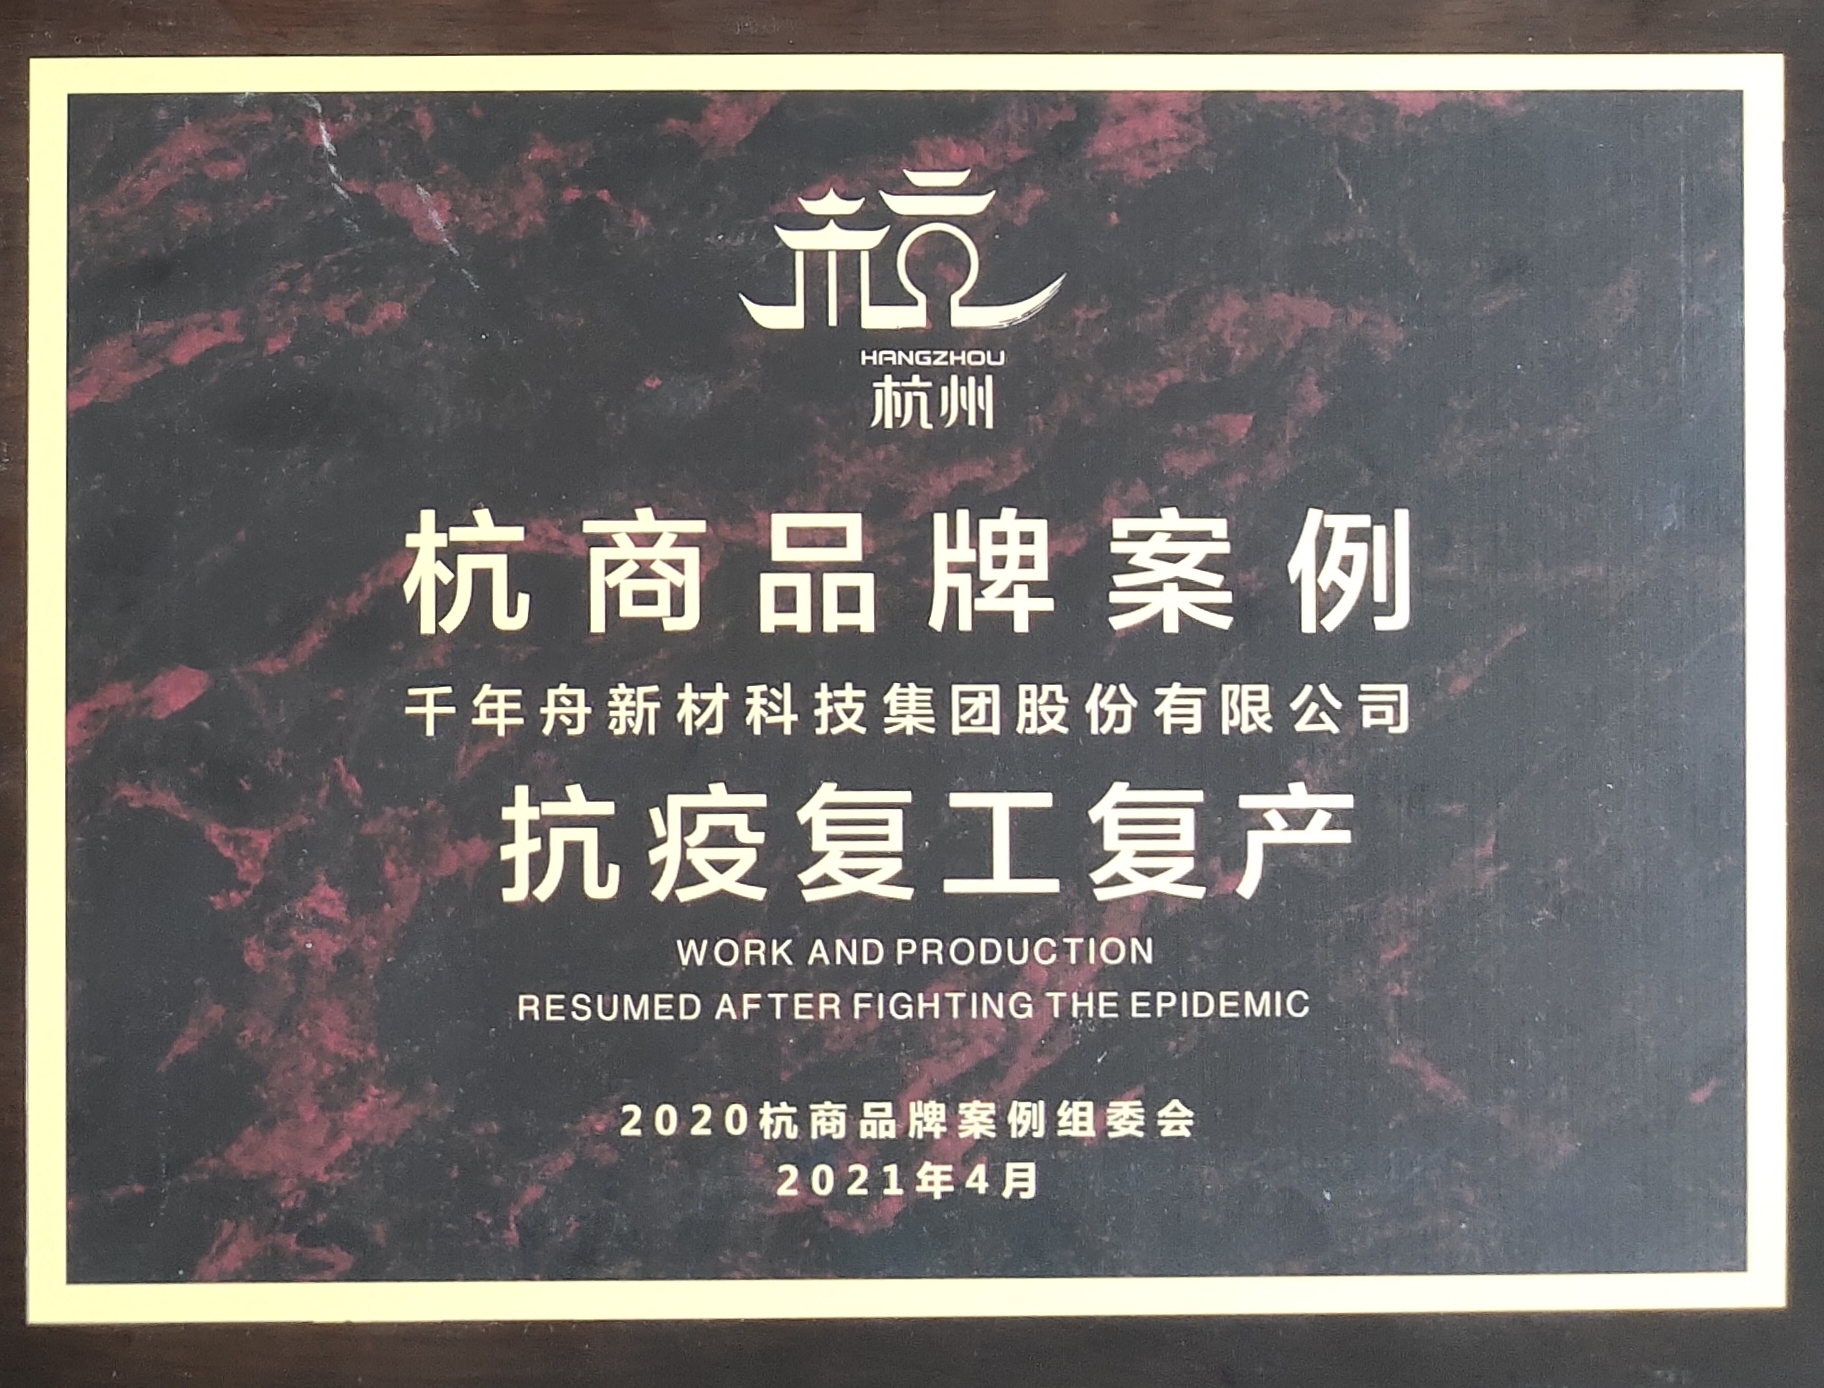 杭
HANGZHOU
杭州
杭商品牌案例
千年舟新材科技集团股份有限公司
抗疫复工复产
WORK AND PRODUCTION
RESUMED AFTER FIGHTING THE EPIDEMIC
2020杭商品牌案例组委会
2021年4月